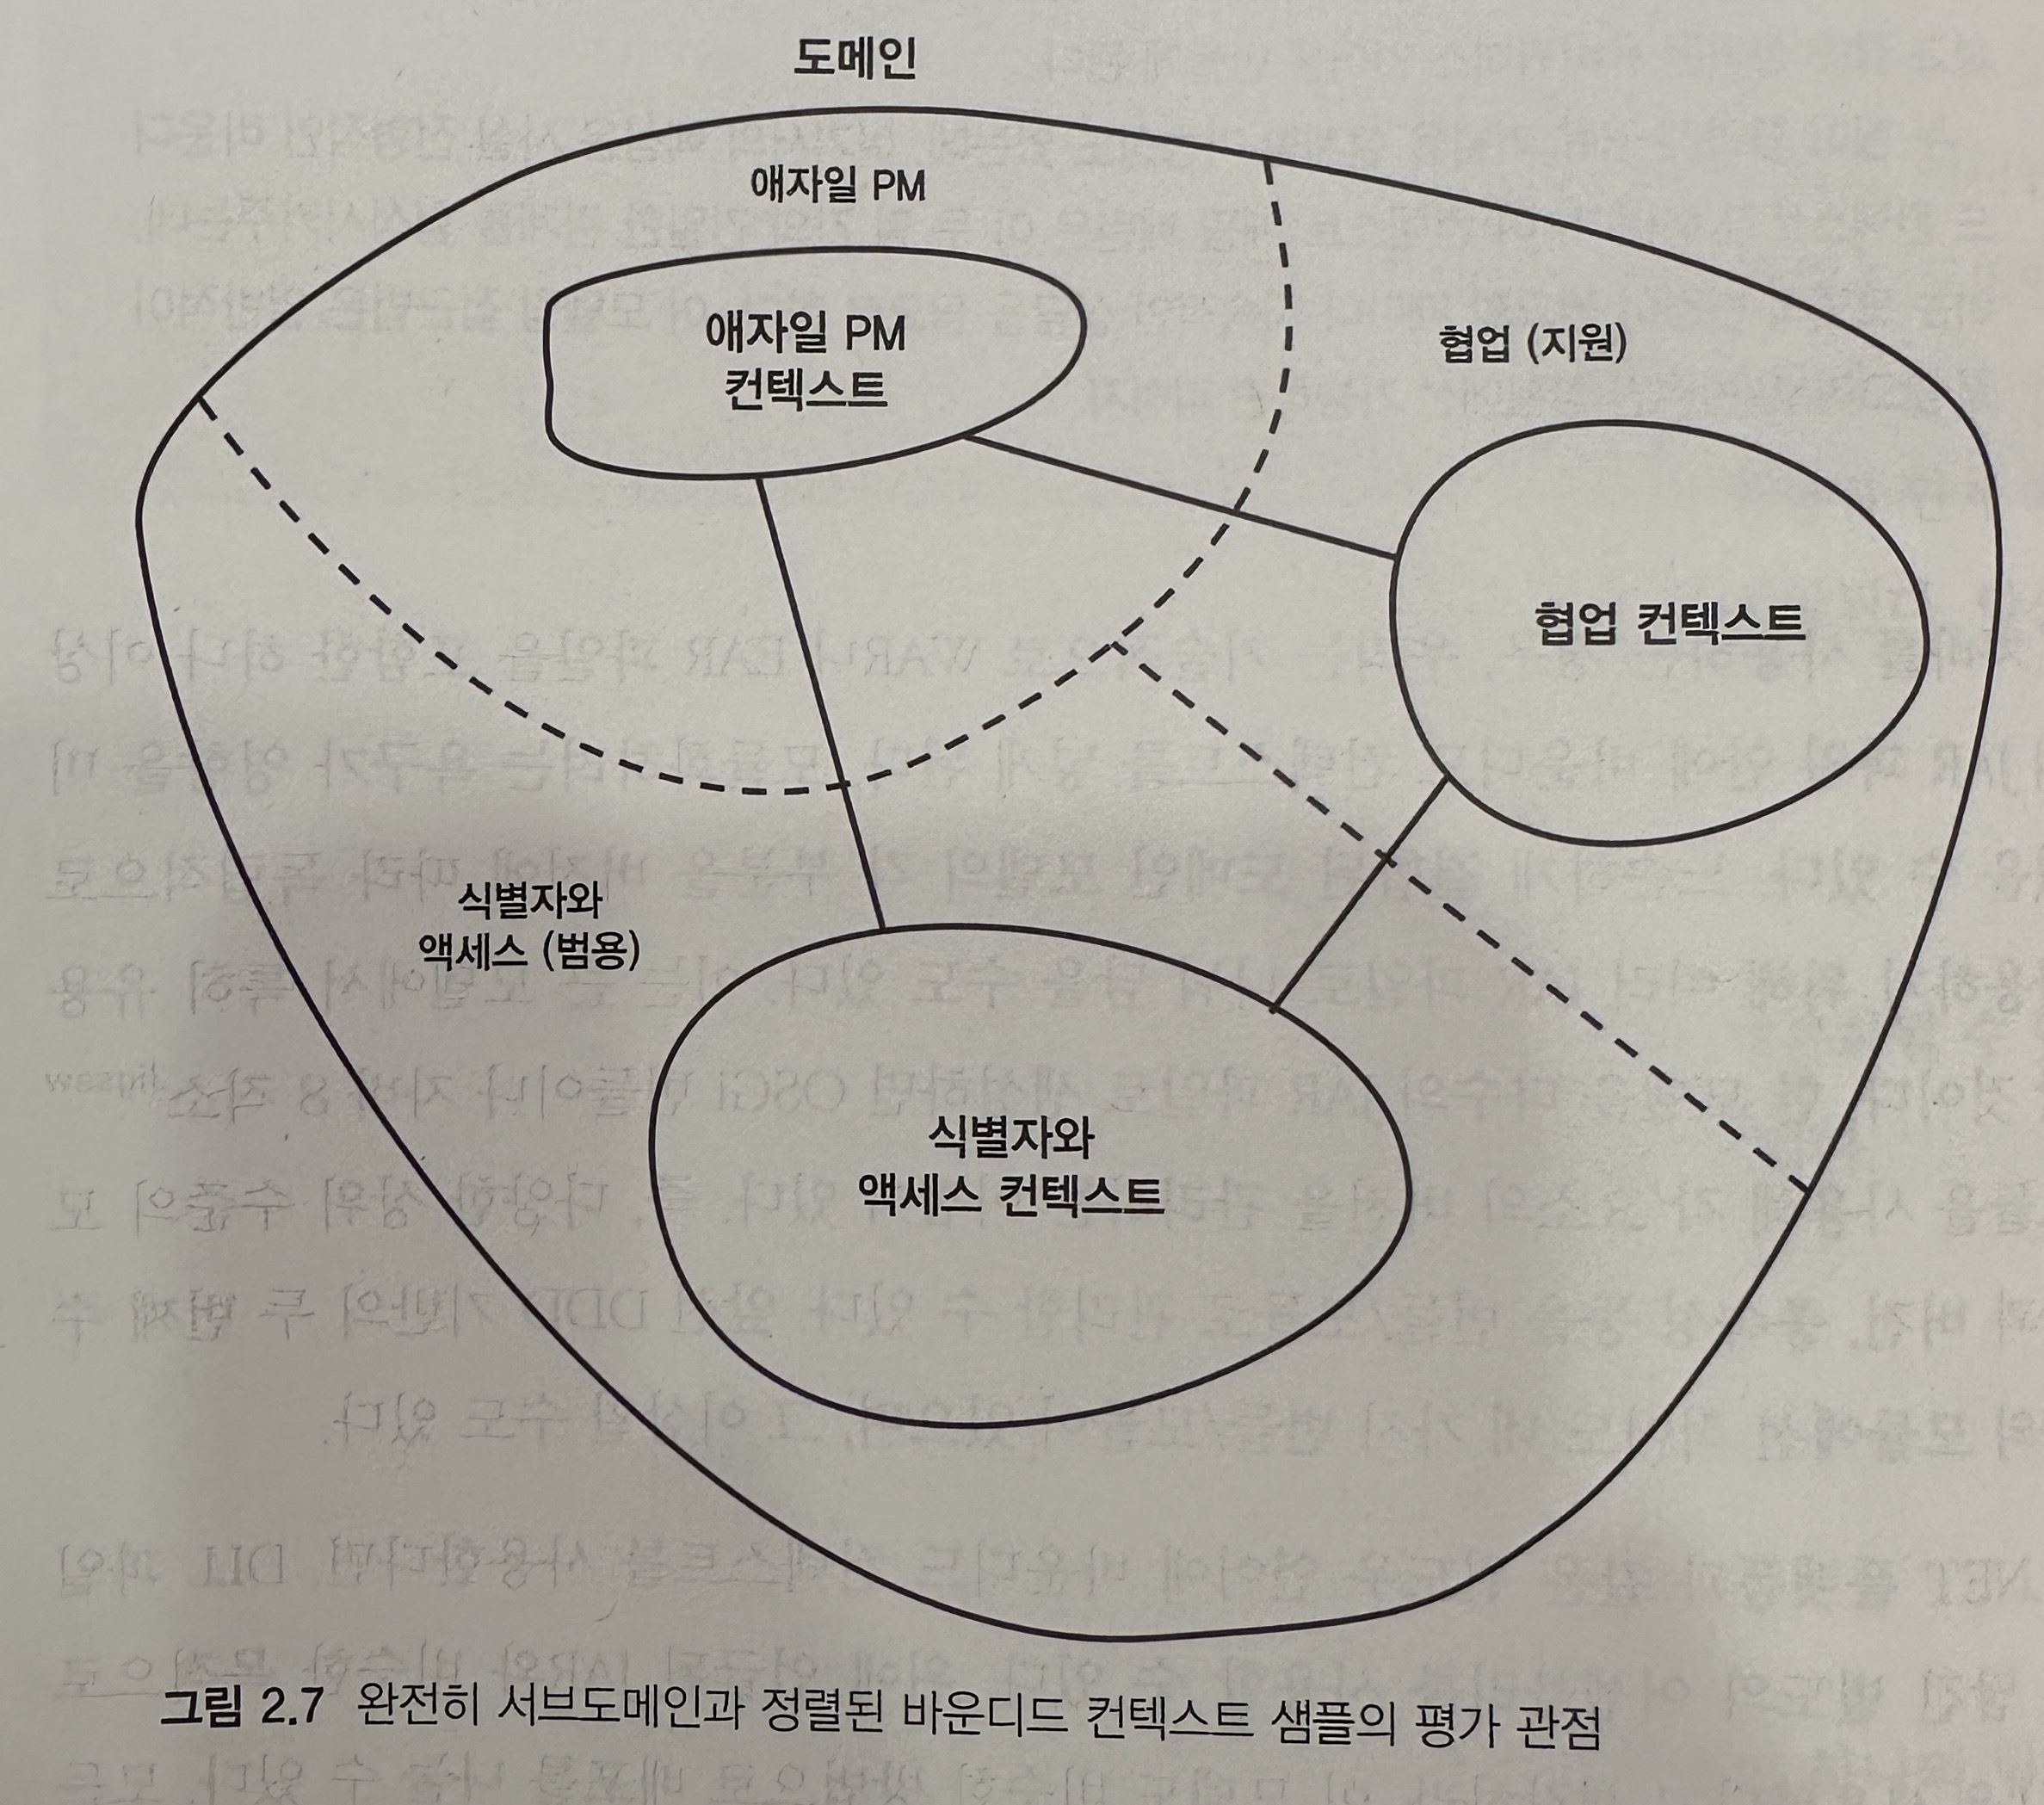 도메인
애자일 PM
애자일 PM
컨텍스트
협업 (지원)
협업 컨텍스트
식별자와
액세스 (범용)
식별자와
액세스 컨텍스트
그림 2.7 완전히 서브도메인과 정렬된 바운디드 컨텍스트 샘플의 평가 관점